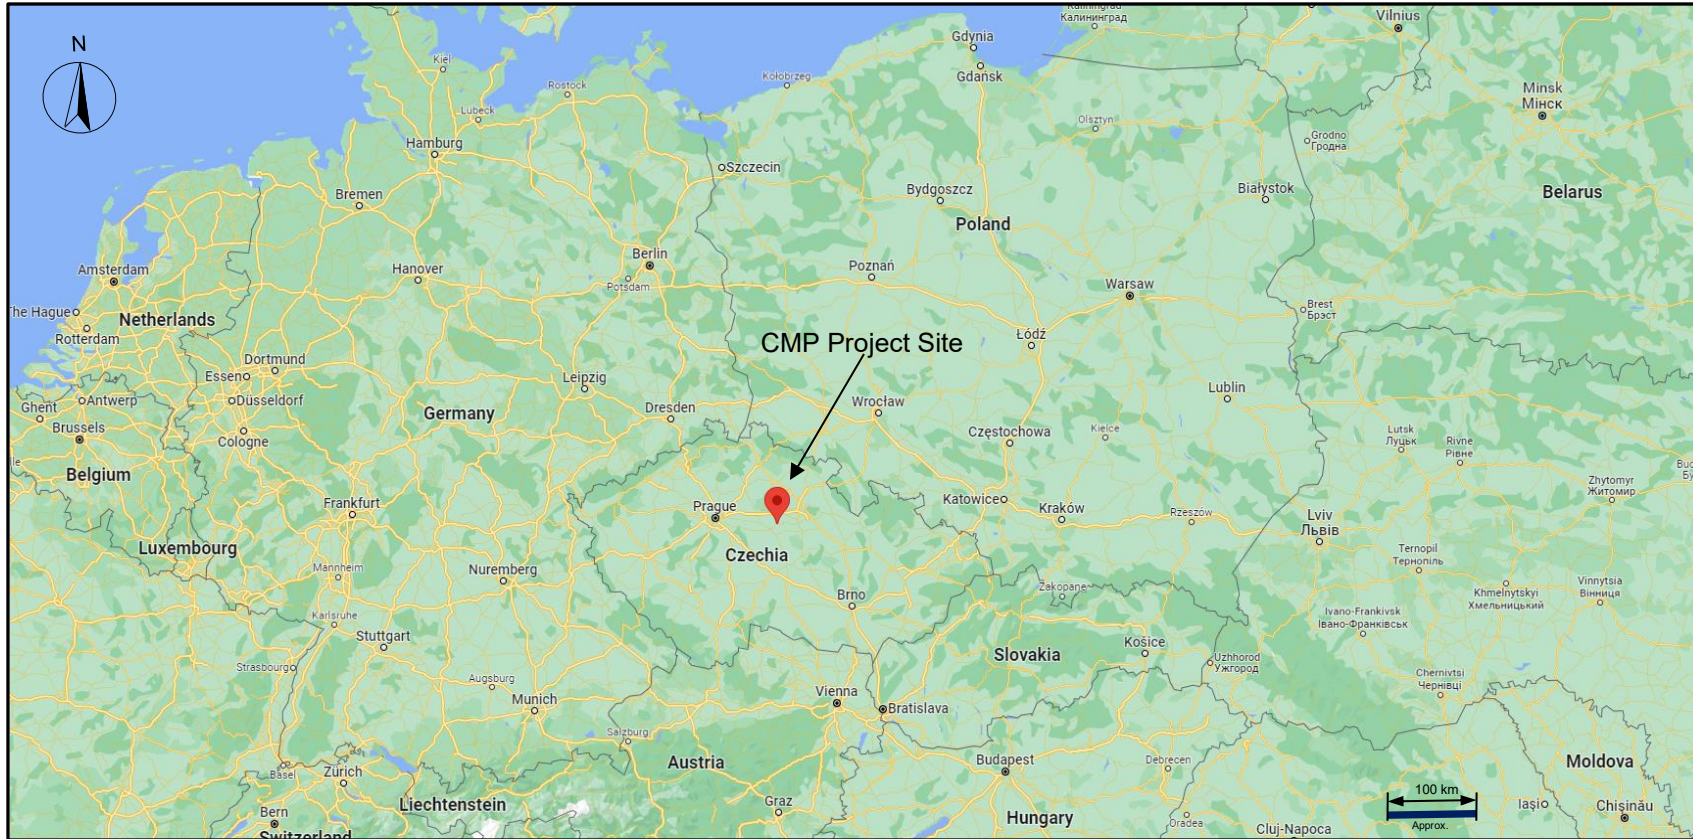 N
Kaliningrad
Калининград
Vilnius
Gdynia
Gdańsk
Kiel
Kołobrzeg
Rostock
Lubeck
Minsk
Мінск
Olsztyn
Grodno
Гродна
Hamburg
Szczecin
Bremen
Bydgoszcz
Białystok
Belarus
Poland
Berlin
Potsdam
Hanover
Poznań
Amsterdam
Warsaw
The Hague
Netherlands
Rotterdam
Brest
Брэст
CMP Project Site
Łódź
Dortmund
Essen
Leipzig
Lublin
Düsseldorf
Antwerp
Ghent
Germany
Dresden
Wrocław
Brussels
Cologne
Częstochowa
Kielce
Lutsk
Луцьк
Rivne
Рівне
lle
Belgium
Zhytomyr
Житомир
Frankfurt
Prague
Katowice
Kraków
Rzeszów
Lviv
Львів
Luxembourg
Czechia
Ternopil
Тернопіль
Mannheim
Nuremberg
Khmelnytskyi
Хмельницький
Vinnytsia
Вінниця
Zakopane
Brno
Karlsruhe
Ivano-Frankivsk
Івано-Франківськ
Stuttgart
Slovakia
Košice
Uzhhorod
Ужгород
Strasbourg
Augsburg
Chernivtsi
Чернівці
Munich
Vienna
Bratislava
Salzburg
Austria
Budapest
Debrecen
Moldova
Basel
Zürich
Liechtenstein
100 km
Approx.
Graz
Bern
Hungary
Oradea
Iași
Chișinău
Switzerland
Cluj-Napoca